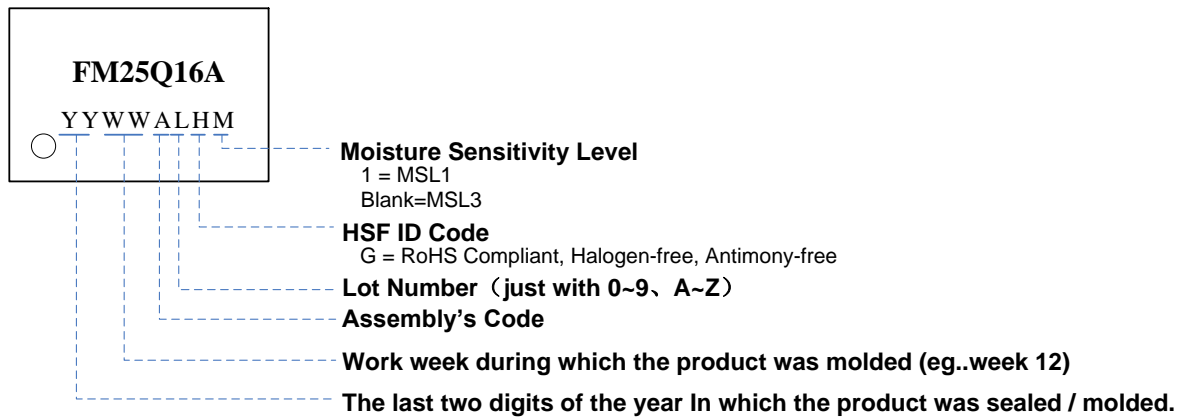 FM25Q16A
YYWWALHM
Moisture Sensitivity Level
1 = MSL1
Blank=MSL3
HSF ID Code
G = RoHS Compliant, Halogen-free, Antimony-free
Lot Number（just with 0~9、A~Z）
Assembly's Code
Work week during which the product was molded (eg..week 12)
The last two digits of the year In which the product was sealed / molded.